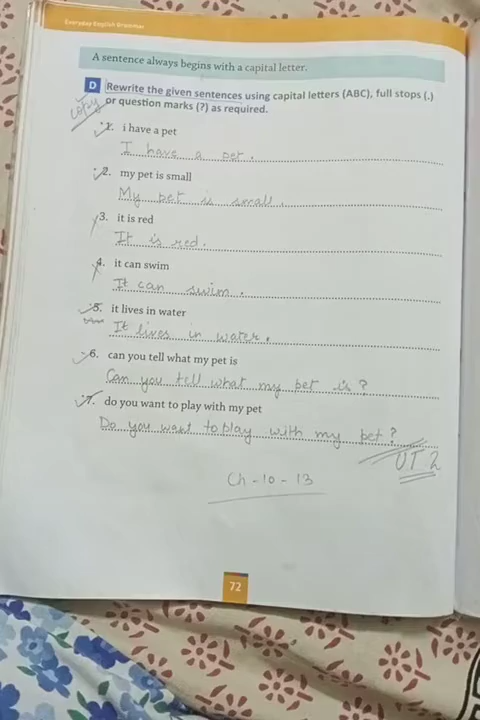 Everyday English Grammar
A sentence always begins with a capital letter.
D Rewrite the given sentences using capital letters (ABC), full stops (.)
or question marks (?) as required.
copy
1. i have a pet
I have a pet.
2. my pet is small
My pet is small.
3. it is red
It is red.
4. it can swim
It can swim.
5. it lives in water
It lives in water.
6. can you tell what my pet is
Can you tell what my pet is?
7. do you want to play with my pet
Do you want to play with my pet?
UT 2
Ch-10-13
72